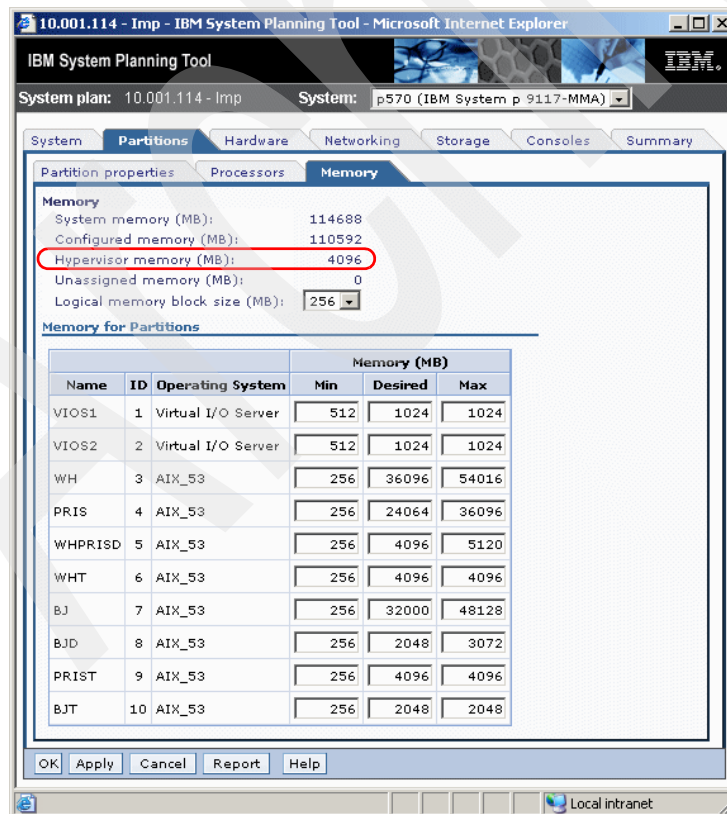 10.001.114 - Imp - IBM System Planning Tool - Microsoft Internet Explorer
IBM System Planning Tool
IBM.
System plan: 10.001.114 - Imp System: p570 (IBM System p 9117-MMA)
System Partitions Hardware Networking Storage Consoles Summary
Partition properties Processors Memory
Memory
System memory (MB): 114688
Configured memory (MB): 110592
Hypervisor memory (MB): 4096
Unassigned memory (MB): 0
Logical memory block size (MB): 256
Memory for Partitions
Memory (MB)
Name ID Operating System Min Desired Max
VIOS1 1 Virtual I/O Server 512 1024 1024
VIOS2 2 Virtual I/O Server 512 1024 1024
WH 3 AIX_53 256 36096 54016
PRIS 4 AIX_53 256 24064 36096
WHPRISD 5 AIX_53 256 4096 5120
WHT 6 AIX_53 256 4096 4096
BJ 7 AIX_53 256 32000 48128
BJD 8 AIX_53 256 2048 3072
PRIST 9 AIX_53 256 4096 4096
BJT 10 AIX_53 256 2048 2048
OK Apply Cancel Report Help
Local intranet